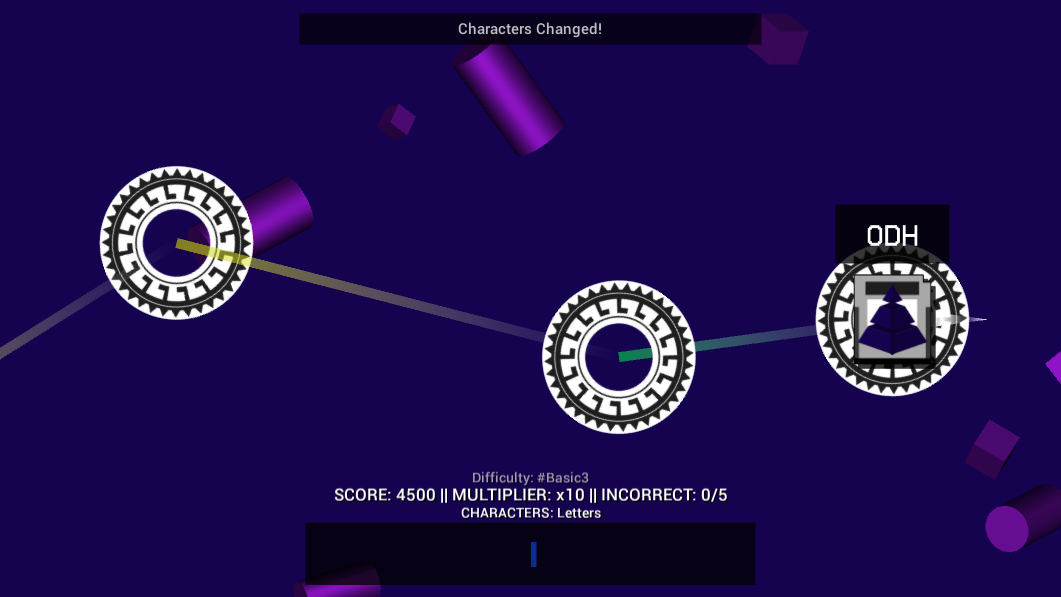 Characters Changed!
ODH
Difficulty: #Basic3
SCORE: 4500 || MULTIPLIER: x10 || INCORRECT: 0/5
CHARACTERS: Letters